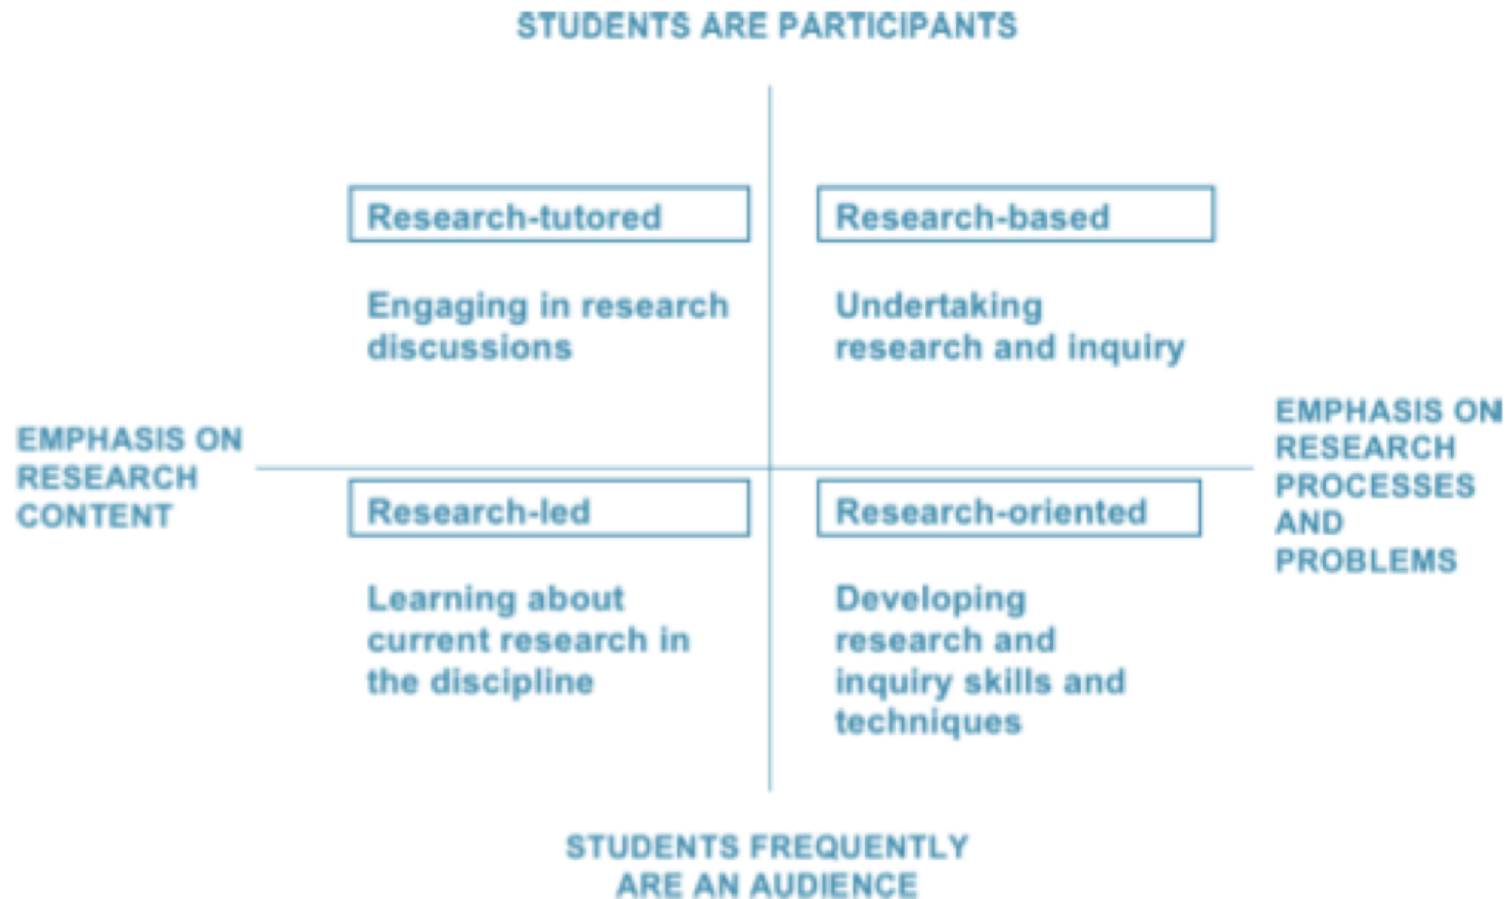 STUDENTS ARE PARTICIPANTS
Research-tutored
Engaging in research
discussions
Research-based
Undertaking
research and inquiry
EMPHASIS ON
RESEARCH
CONTENT
EMPHASIS ON
RESEARCH
PROCESSES
AND
PROBLEMS
Research-led
Learning about
current research in
the discipline
Research-oriented
Developing
research and
inquiry skills and
techniques
STUDENTS FREQUENTLY
ARE AN AUDIENCE